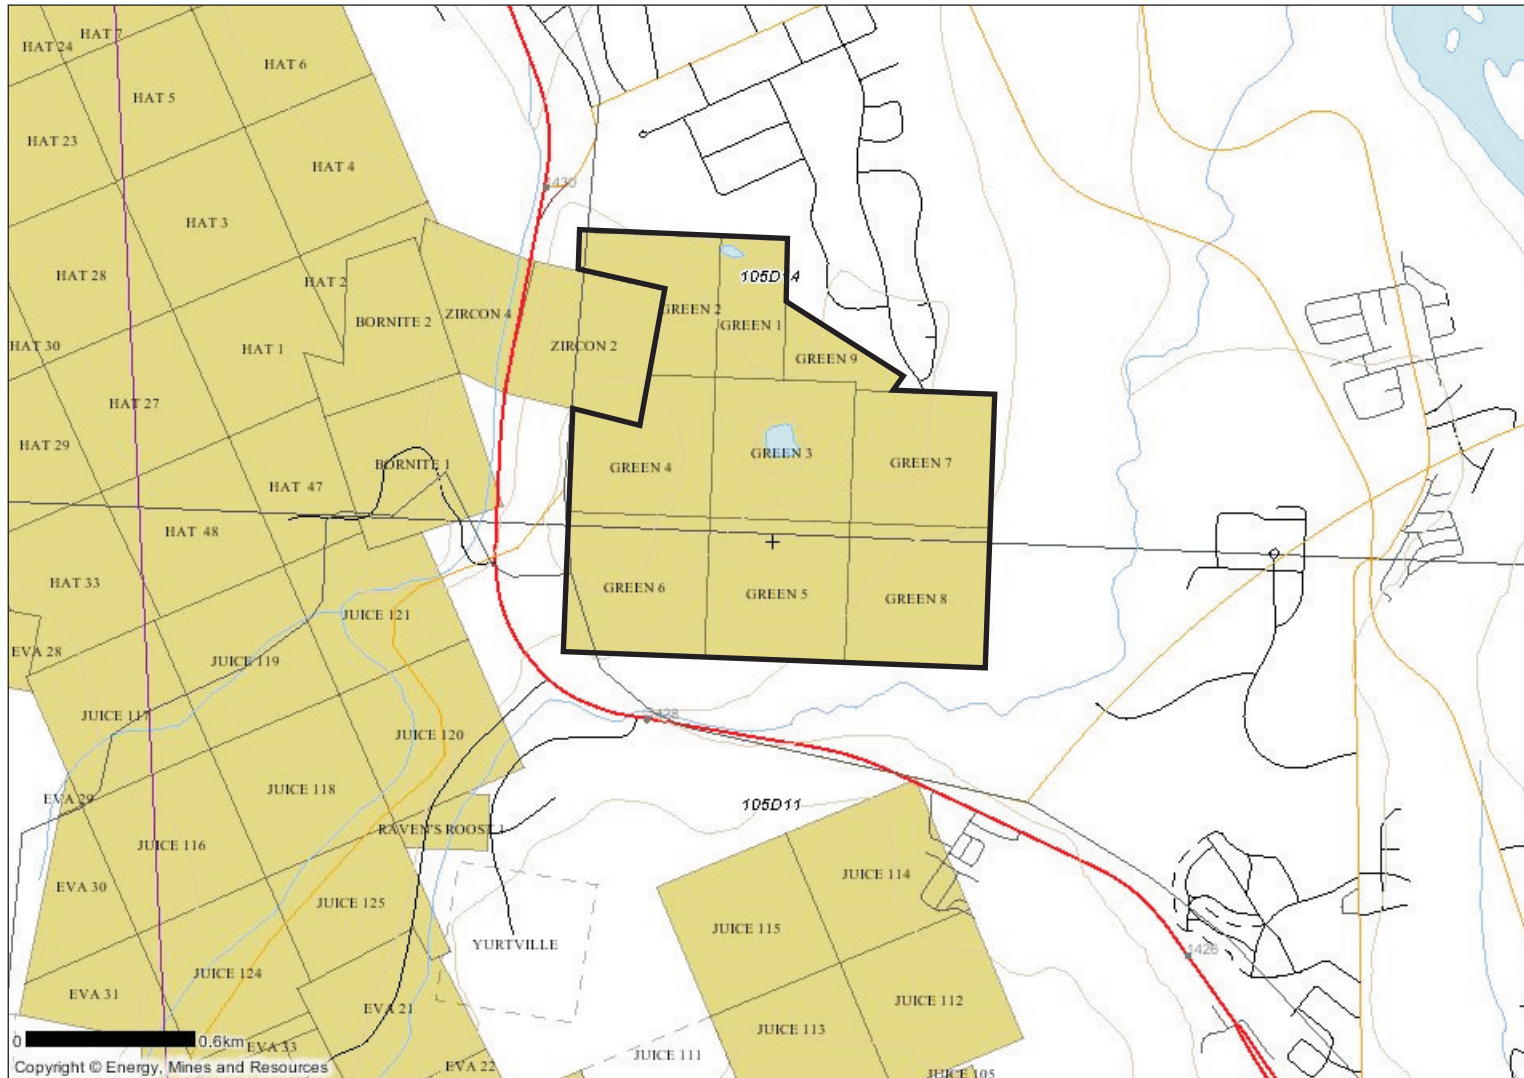 HAT 7
HAT 24
HAT 6
HAT 5
HAT 23
HAT 4
1430
HAT 3
HAT 28
HAT 2
105D14
GREEN 2
ZIRCON 4
BORNITE 2
GREEN 1
HAT 30
HAT 1
ZIRCON 2
GREEN 9
HAT 27
HAT 29
BORNITE 1
GREEN 4
GREEN 3
GREEN 7
HAT 47
HAT 48
HAT 33
GREEN 6
GREEN 5
GREEN 8
JUICE 121
EVA 28
JUICE 119
JUICE 117
1428
JUICE 120
JUICE 118
EVA 29
105D11
RAVEN'S ROOST 1
JUICE 116
JUICE 114
EVA 30
JUICE 125
JUICE 115
YURTVILLE
1426
JUICE 124
EVA 31
EVA 21
JUICE 112
JUICE 113
0 0.6km
EVA 33
JUICE 111
Copyright © Energy, Mines and Resources
EVA 22
JUICE 105